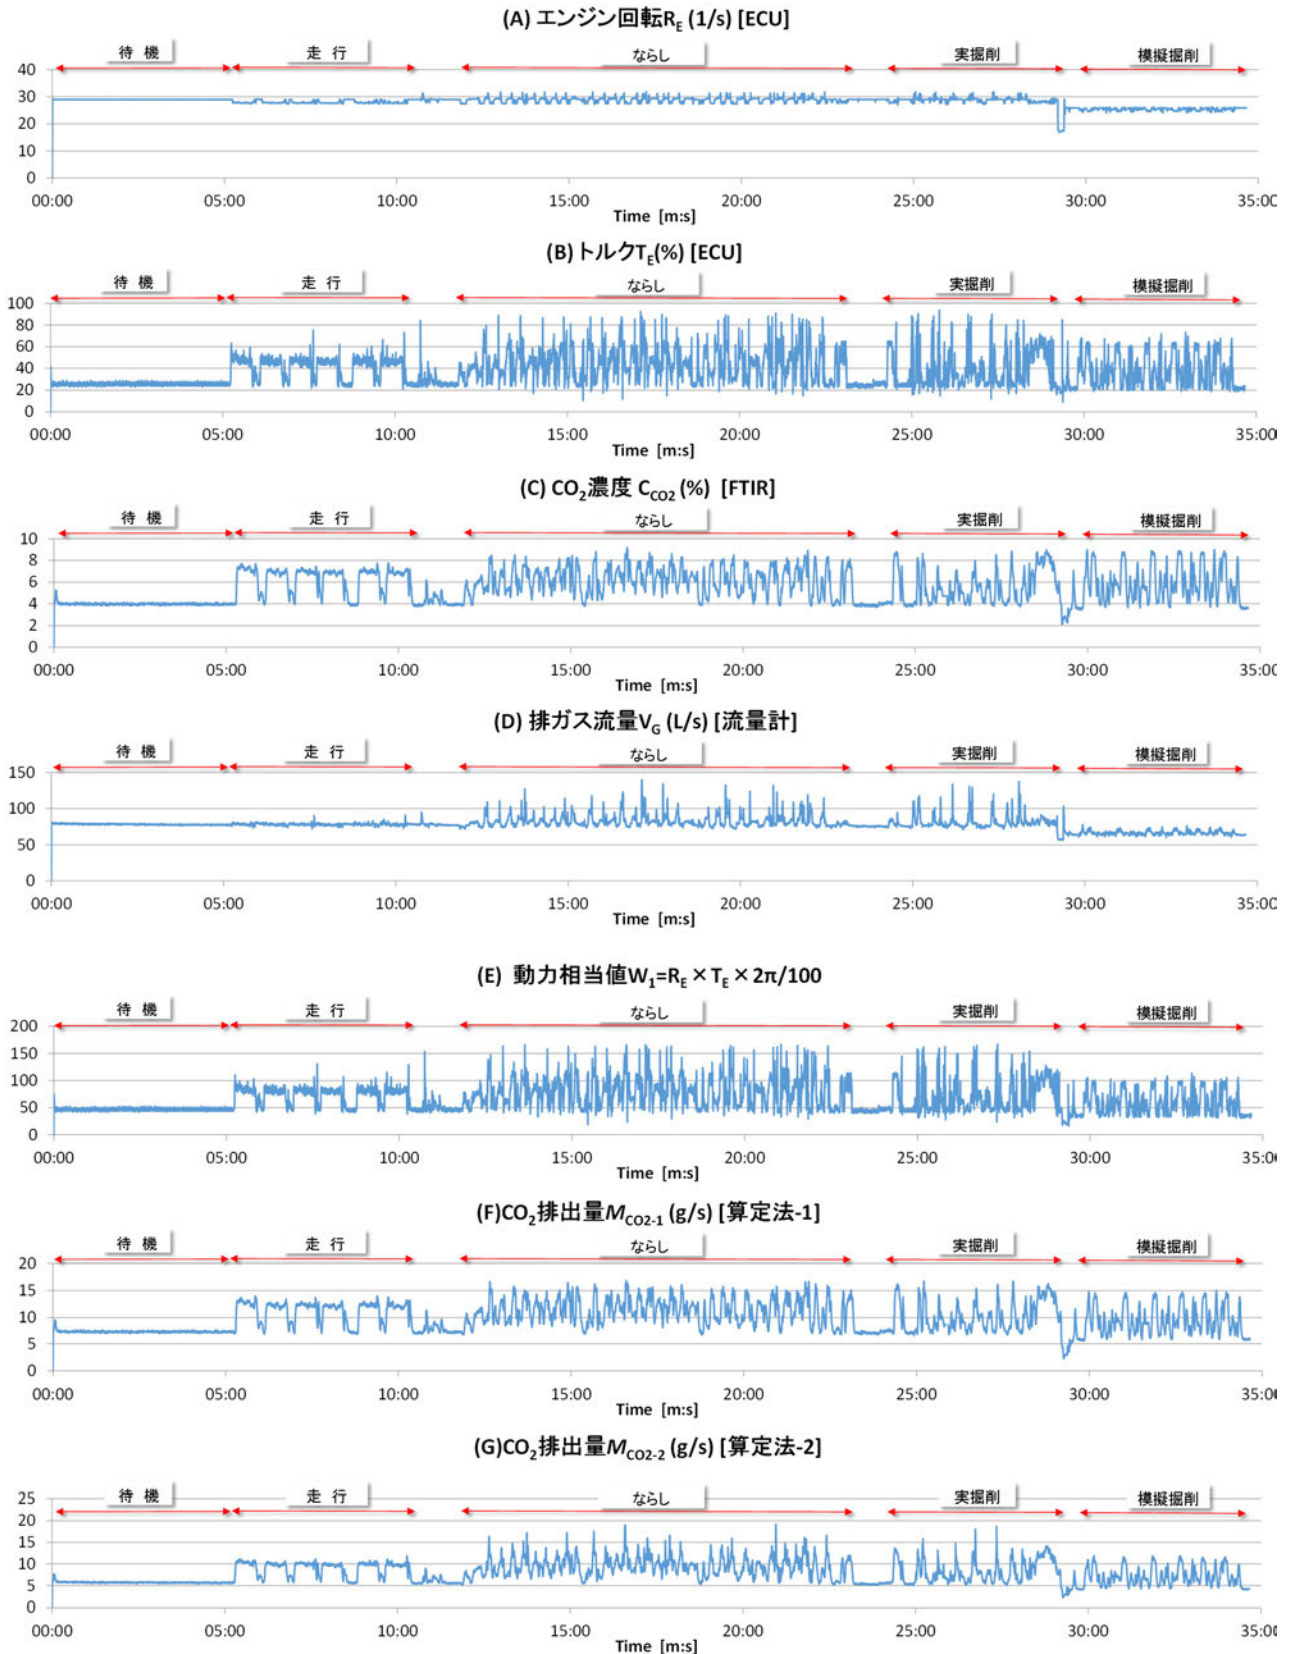 (A) エンジン回転R_E (1/s) [ECU]
待 機 走 行 ならし 実掘削 模擬掘削
40
30
20
10
0
00:00 05:00 10:00 15:00 20:00 25:00 30:00 35:00
Time [m:s]
(B) トルクT_E(%) [ECU]
待 機 走 行 ならし 実掘削 模擬掘削
100
80
60
40
20
0
00:00 05:00 10:00 15:00 20:00 25:00 30:00 35:00
Time [m:s]
(C) CO₂濃度 C_CO2 (%) [FTIR]
待 機 走 行 ならし 実掘削 模擬掘削
10
8
6
4
2
0
00:00 05:00 10:00 15:00 20:00 25:00 30:00 35:00
Time [m:s]
(D) 排ガス流量V_G (L/s) [流量計]
待 機 走 行 ならし 実掘削 模擬掘削
150
100
50
0
00:00 05:00 10:00 15:00 20:00 25:00 30:00 35:00
Time [m:s]
(E) 動力相当値W₁=R_E×T_E×2π/100
待 機 走 行 ならし 実掘削 模擬掘削
200
150
100
50
0
00:00 05:00 10:00 15:00 20:00 25:00 30:00 35:00
Time [m:s]
(F)CO₂排出量M_CO2-1 (g/s) [算定法-1]
待 機 走 行 ならし 実掘削 模擬掘削
20
15
10
5
0
00:00 05:00 10:00 15:00 20:00 25:00 30:00 35:00
Time [m:s]
(G)CO₂排出量M_CO2-2 (g/s) [算定法-2]
待 機 走 行 ならし 実掘削 模擬掘削
25
20
15
10
5
0
00:00 05:00 10:00 15:00 20:00 25:00 30:00 35:00
Time [m:s]